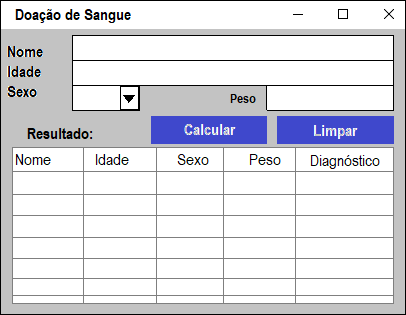 Doação de Sangue
Nome
Idade
Sexo
Peso
Resultado:
Calcular
Limpar
Nome Idade Sexo Peso Diagnóstico